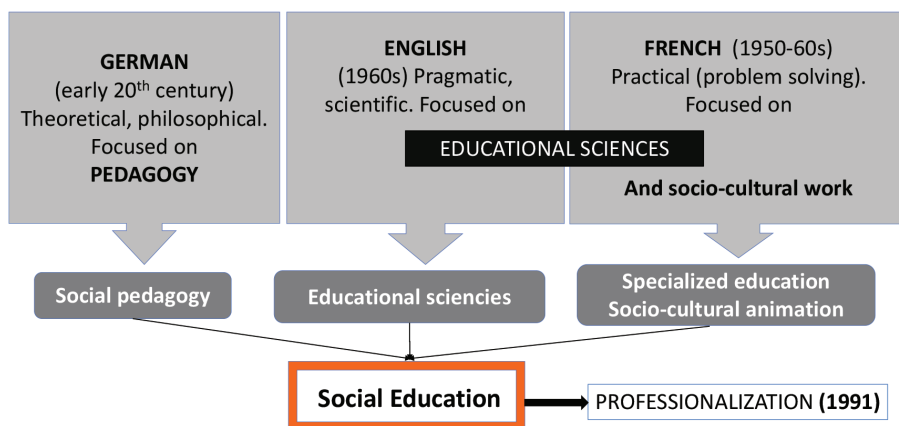 GERMAN
(early 20th century)
Theoretical, philosophical.
Focused on
PEDAGOGY
ENGLISH
(1960s) Pragmatic,
scientific. Focused on
FRENCH (1950-60s)
Practical (problem solving).
Focused on
EDUCATIONAL SCIENCES
And socio-cultural work
Social pedagogy
Educational sciencies
Specialized education
Socio-cultural animation
Social Education
PROFESSIONALIZATION (1991)